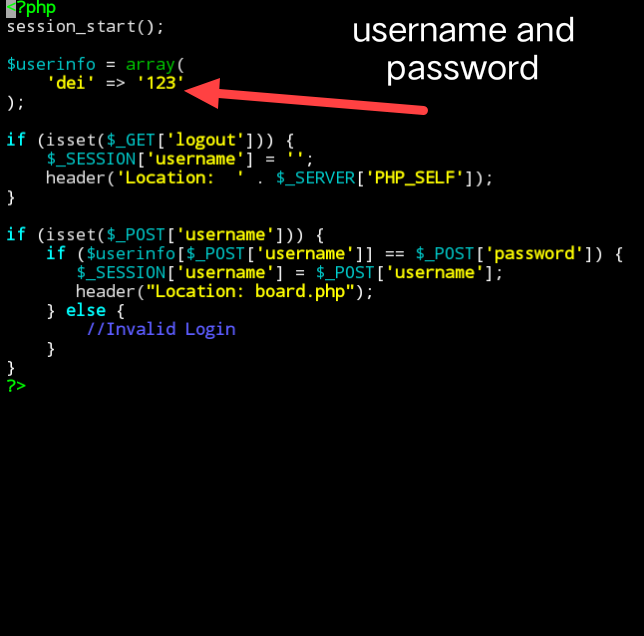 <?php
session_start();
username and
password
$userinfo = array(
    'dei' => '123'
);
if (isset($_GET['logout'])) {
    $_SESSION['username'] = '';
    header('Location:  ' . $_SERVER['PHP_SELF']);
}
if (isset($_POST['username'])) {
    if ($userinfo[$_POST['username']] == $_POST['password']) {
       $_SESSION['username'] = $_POST['username'];
       header("Location: board.php");
    } else {
        //Invalid Login
    }
}
?>